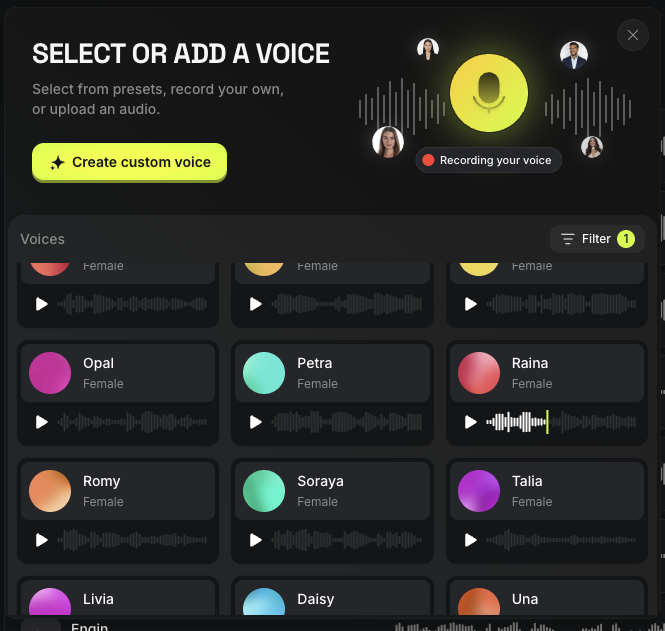 SELECT OR ADD A VOICE
Select from presets, record your own,
or upload an audio.
Create custom voice
Recording your voice
Voices
Filter 1
Female Female Female
Opal Petra Raina
Female Female Female
Romy Soraya Talia
Female Female Female
Livia Daisy Una
Engin